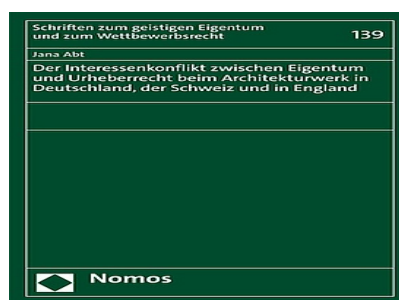 Schriften zum geistigen Eigentum
und zum Wettbewerbsrecht
139
Jana Abt
Der Interessenkonflikt zwischen Eigentum
und Urheberrecht beim Architekturwerk in
Deutschland, der Schweiz und in England
Nomos